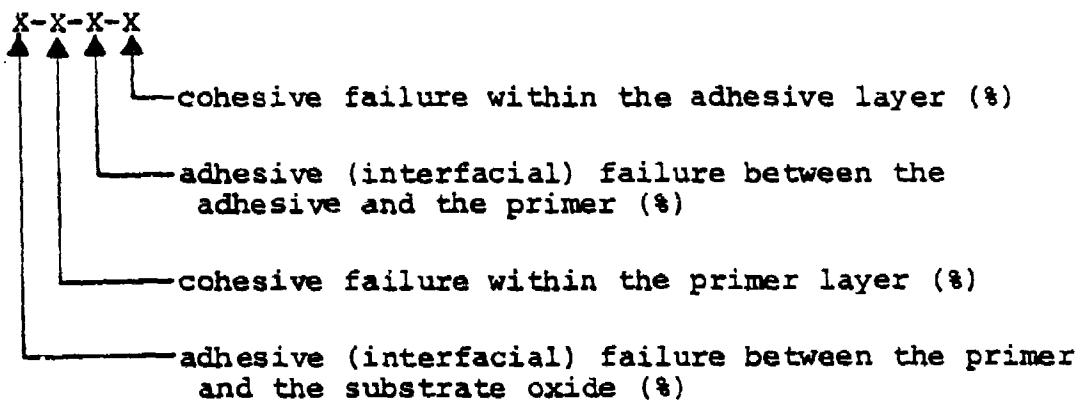 X-X-X-X
cohesive failure within the adhesive layer (%)
adhesive (interfacial) failure between the
adhesive and the primer (%)
cohesive failure within the primer layer (%)
adhesive (interfacial) failure between the primer
and the substrate oxide (%)